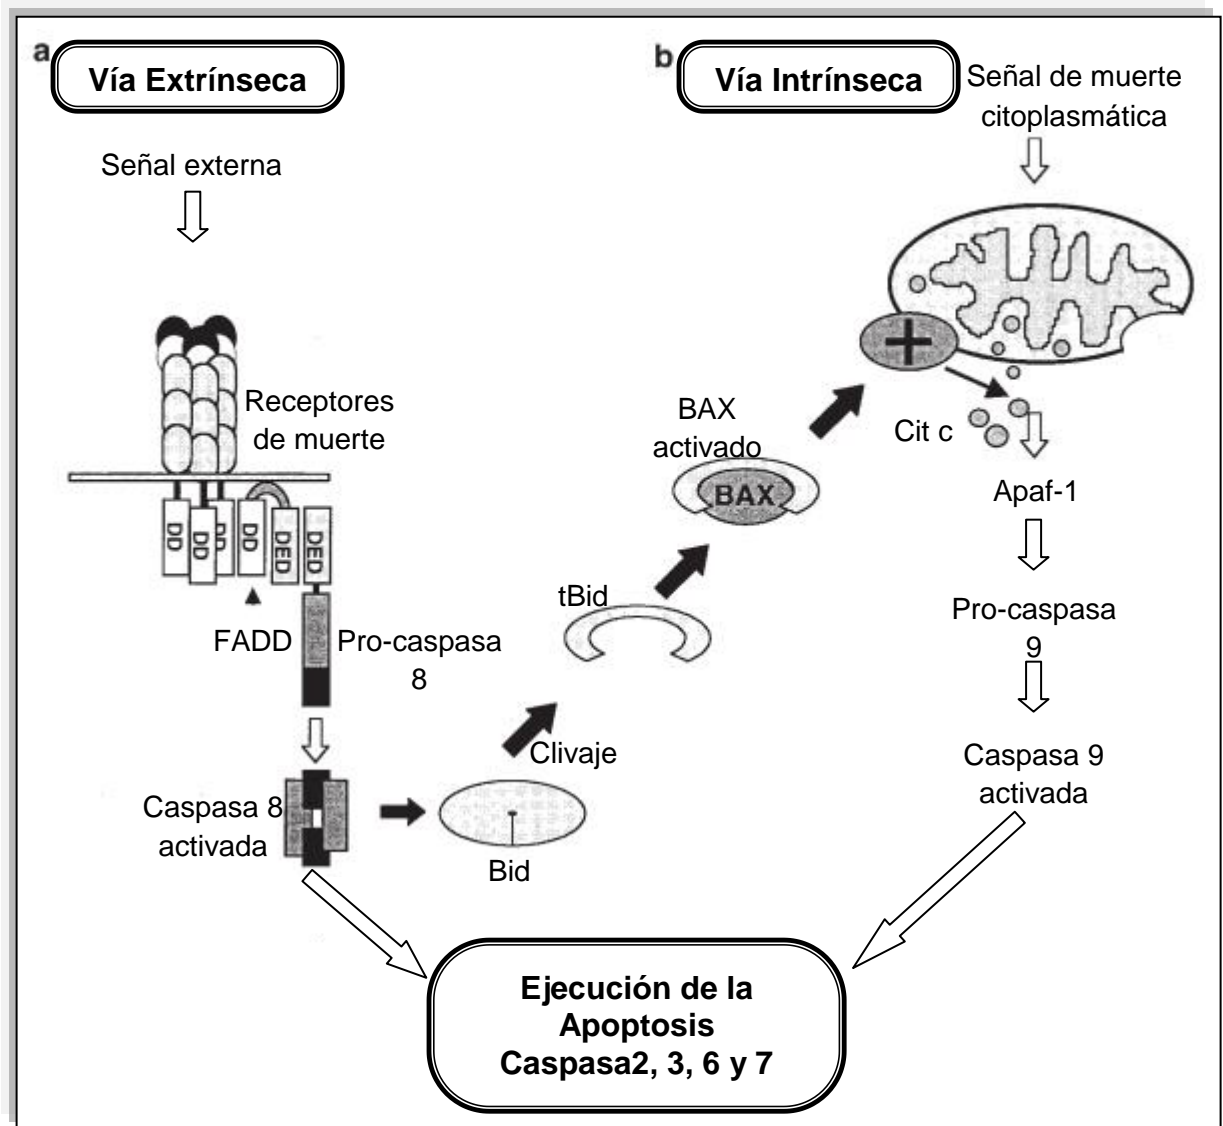 a
Vía Extrínseca
Señal externa
Receptores
de muerte
DD
DD
DD
DD
DED
DED
FADD
Pro-caspasa
8
Caspasa 8
activada
Bid
Clivaje
tBid
BAX
activado
BAX
b
Vía Intrínseca
Señal de muerte
citoplasmática
+
Cit c
Apaf-1
Pro-caspasa
9
Caspasa 9
activada
Ejecución de la
Apoptosis
Caspasa2, 3, 6 y 7